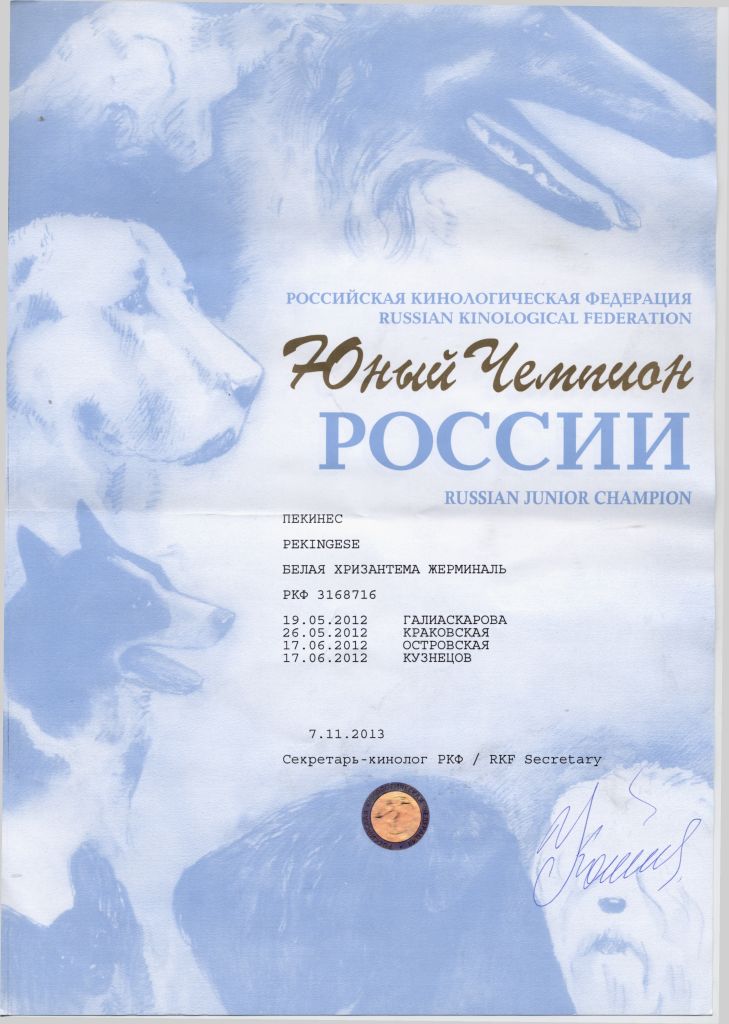 РОССИЙСКАЯ КИНОЛОГИЧЕСКАЯ ФЕДЕРАЦИЯ
RUSSIAN KINOLOGICAL FEDERATION
Юный Чемпион
РОССИИ
RUSSIAN JUNIOR CHAMPION
ПЕКИНЕС
PEKINGESE
БЕЛАЯ ХРИЗАНТЕМА ЖЕРМИНАЛЬ
РКФ 3168716
19.05.2012 ГАЛИАСКАРОВА
26.05.2012 КРАКОВСКАЯ
17.06.2012 ОСТРОВСКАЯ
17.06.2012 КУЗНЕЦОВ
7.11.2013
Секретарь-кинолог РКФ / RKF Secretary